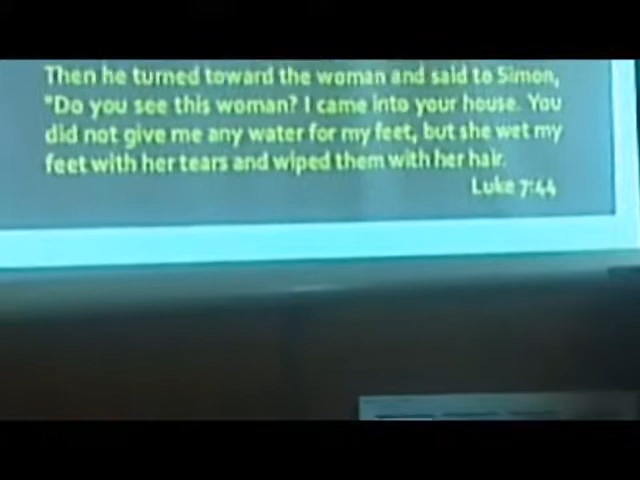 Then he turned toward the woman and said to Simon,
"Do you see this woman? I came into your house. You
did not give me any water for my feet, but she wet my
feet with her tears and wiped them with her hair.
Luke 7:44